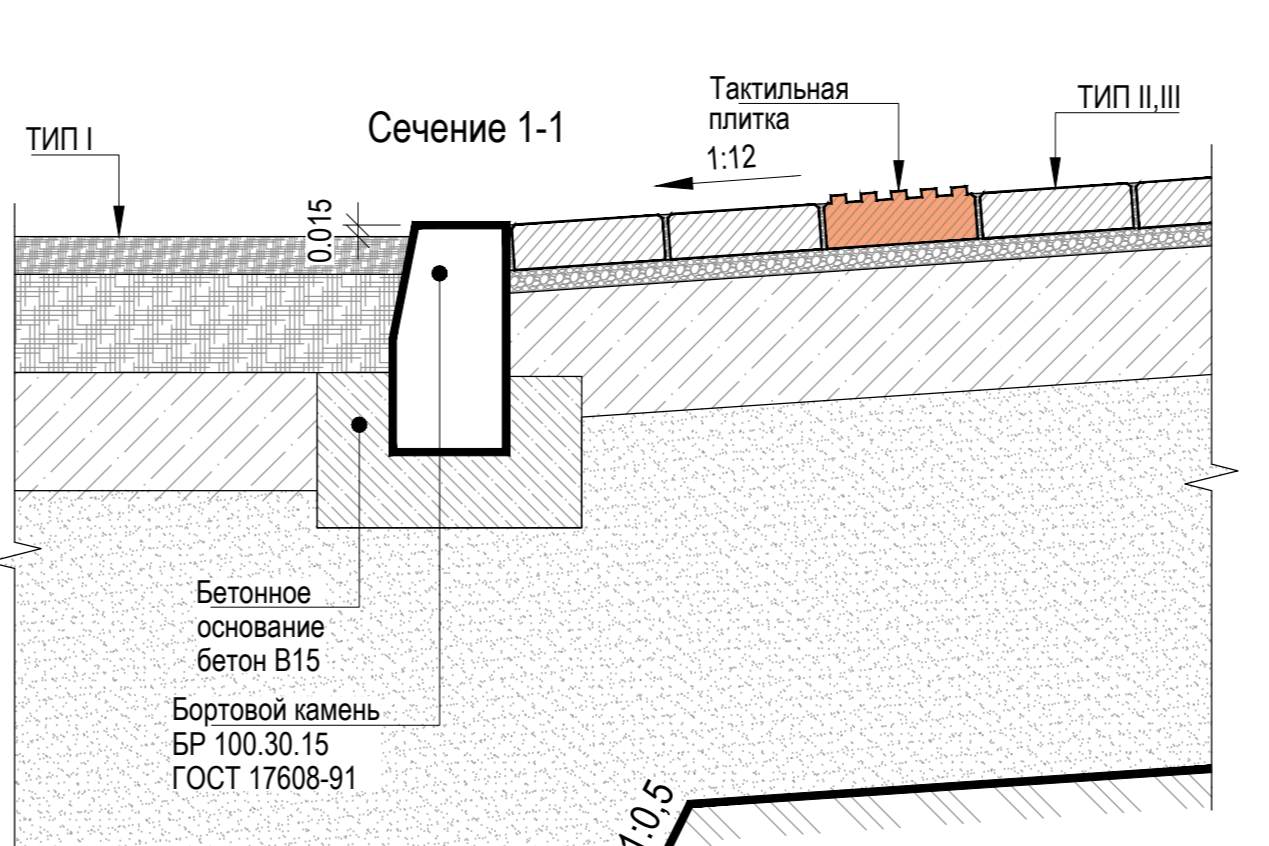 Сечение 1-1
ТИП I
0.015
Тактильная
плитка
1:12
ТИП II,III
Бетонное
основание
бетон В15
Бортовой камень
БР 100.30.15
ГОСТ 17608-91
1:0,5